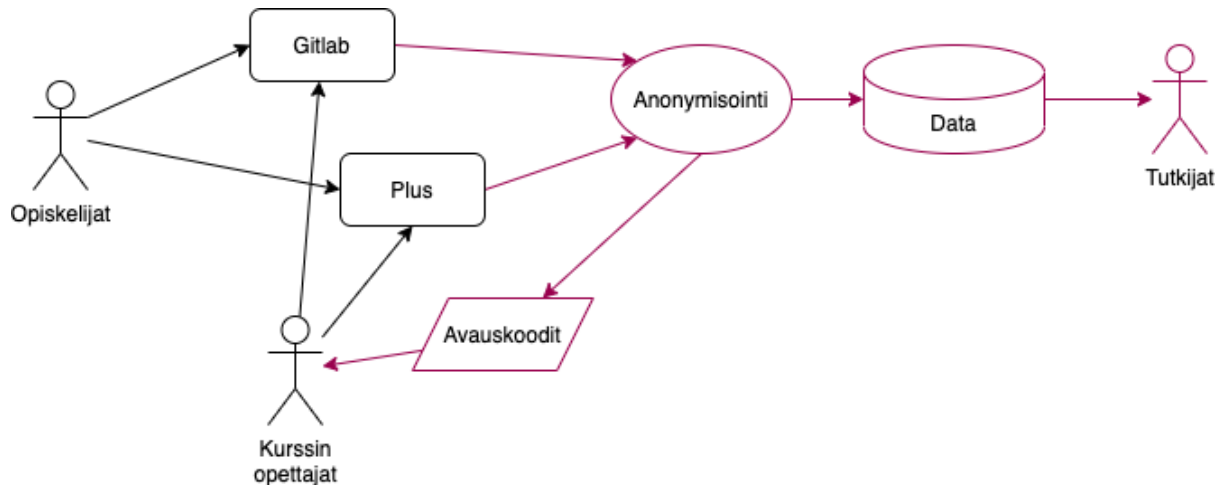 Gitlab
Anonymisointi
Data
Tutkijat
Opiskelijat
Plus
Avauskoodit
Kurssin
opettajat